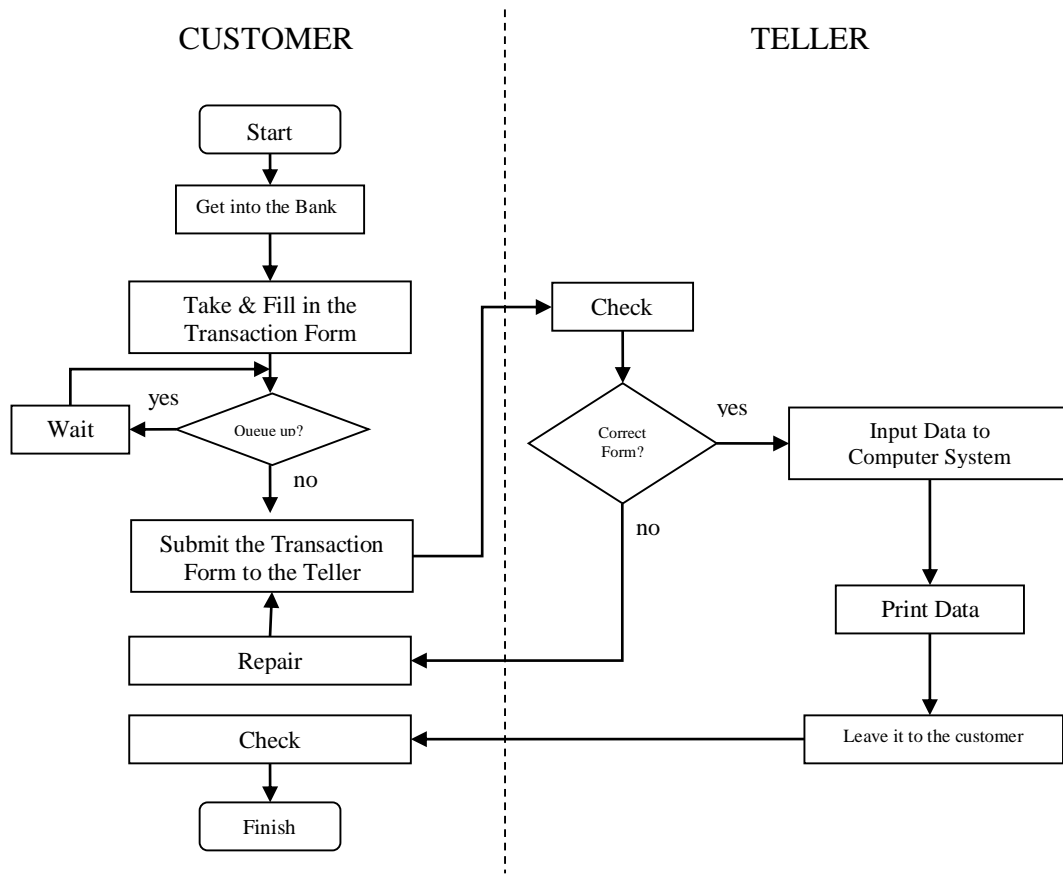 CUSTOMER
TELLER
Start
Get into the Bank
Take & Fill in the
Transaction Form
yes
Wait
Queue up?
no
Submit the Transaction
Form to the Teller
Repair
Check
Finish
Check
Correct
Form?
yes
no
Input Data to
Computer System
Print Data
Leave it to the customer